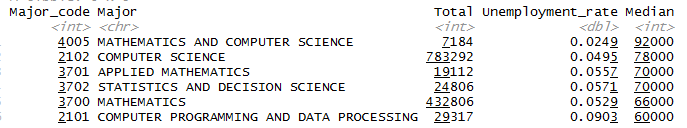 Major_code Major Total Unemployment_rate Median
<int> <chr> <int> <dbl> <int>
4005 MATHEMATICS AND COMPUTER SCIENCE 7184 0.0249 92000
2102 COMPUTER SCIENCE 783292 0.0495 78000
3701 APPLIED MATHEMATICS 19112 0.0557 70000
3702 STATISTICS AND DECISION SCIENCE 24806 0.0571 70000
3700 MATHEMATICS 432806 0.0529 66000
2101 COMPUTER PROGRAMMING AND DATA PROCESSING 29317 0.0903 60000